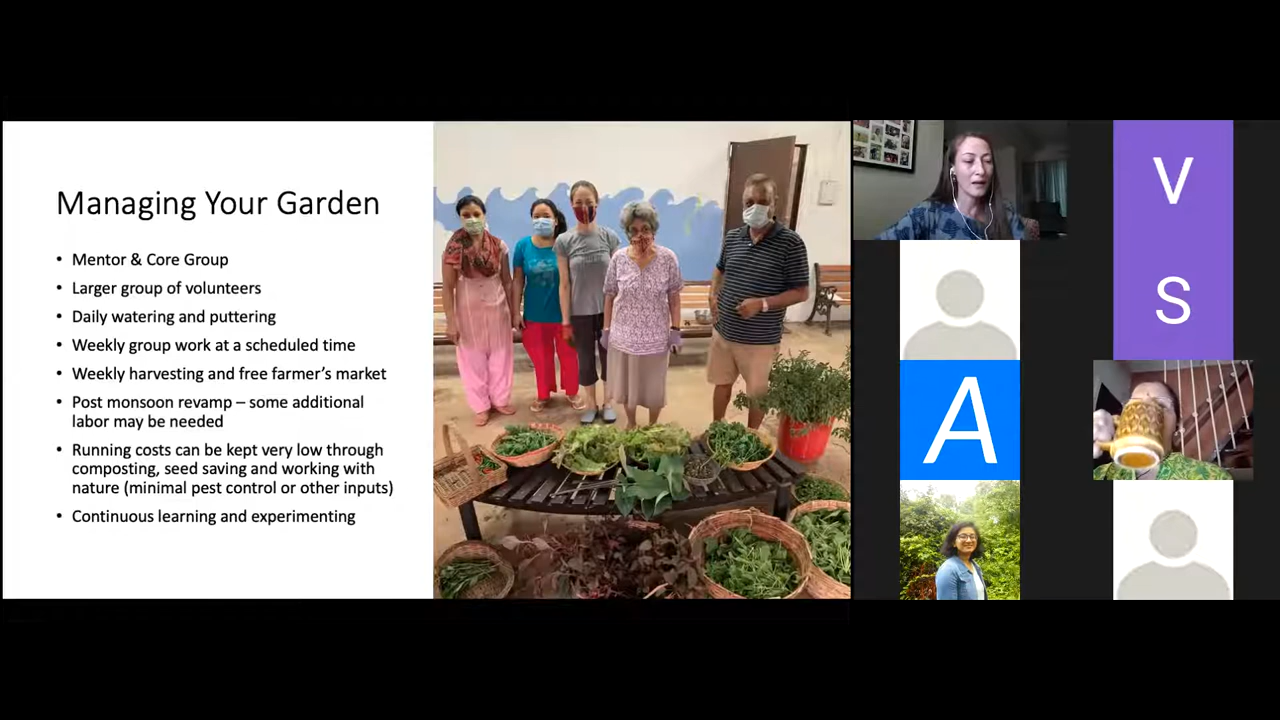 Managing Your Garden
• Mentor & Core Group
• Larger group of volunteers
• Daily watering and puttering
• Weekly group work at a scheduled time
• Weekly harvesting and free farmer’s market
• Post monsoon revamp – some additional
labor may be needed
• Running costs can be kept very low through
composting, seed saving and working with
nature (minimal pest control or other inputs)
• Continuous learning and experimenting
V
S
A